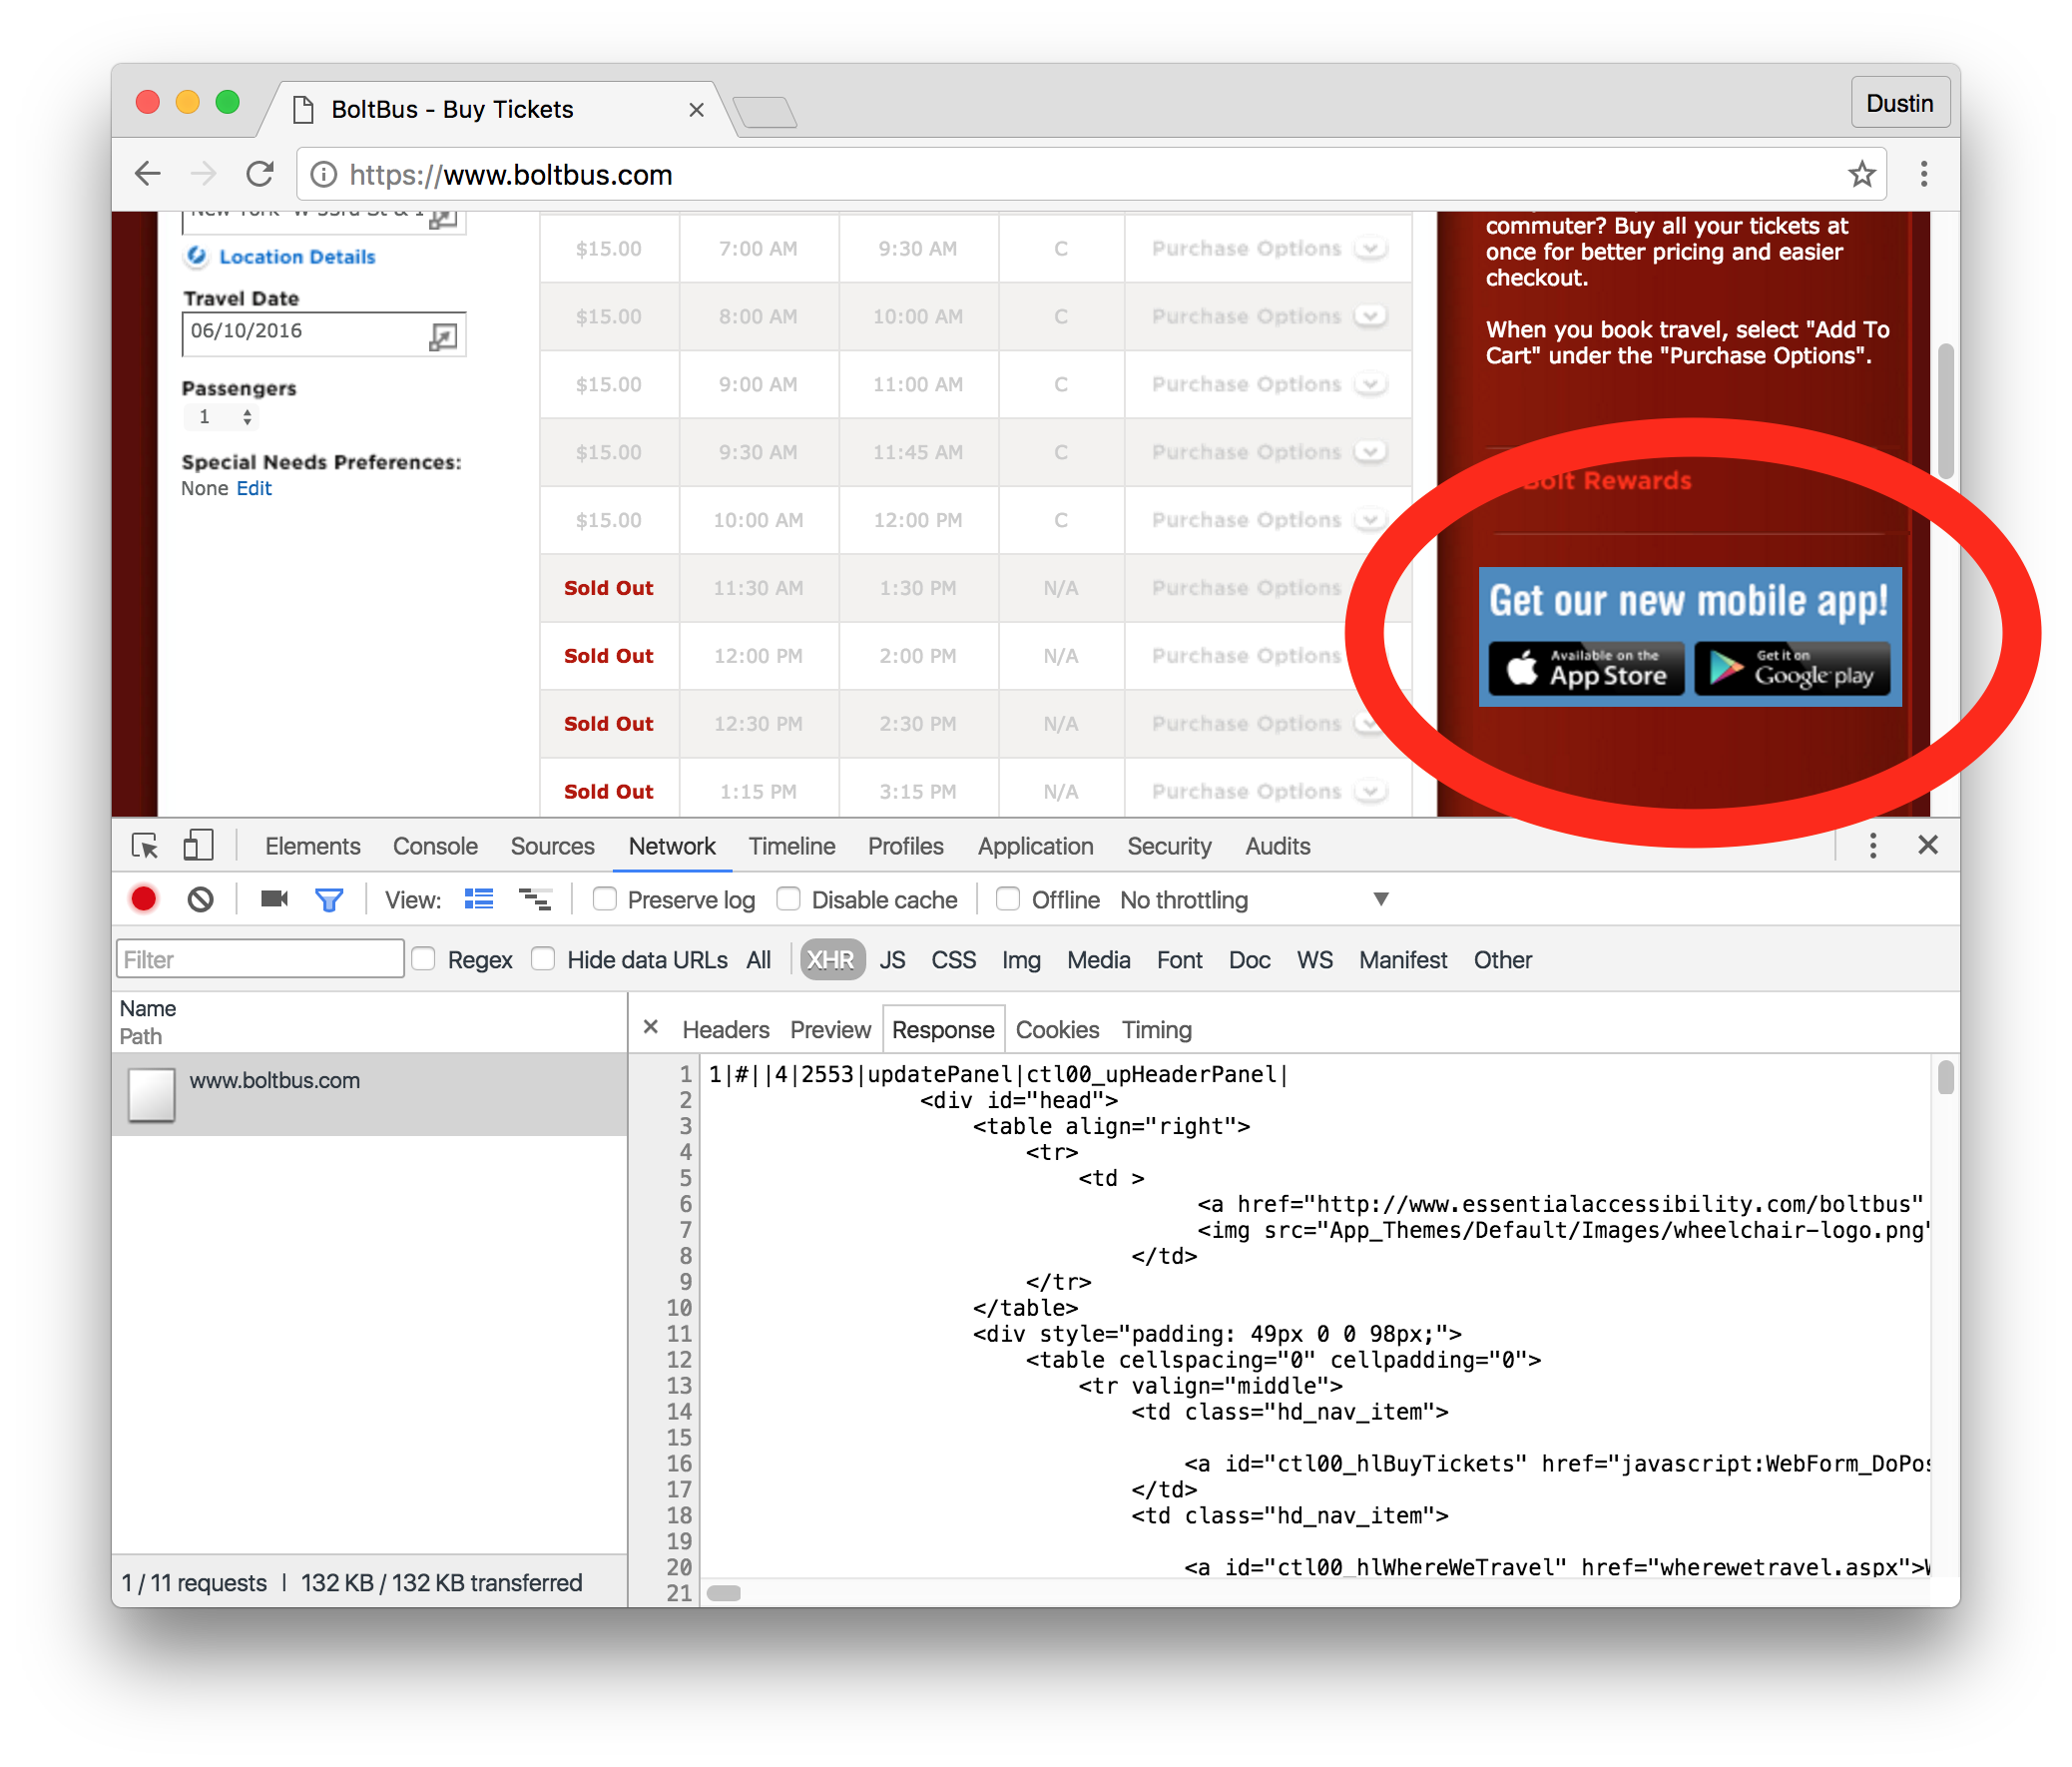 BoltBus - Buy Tickets
Dustin
https://www.boltbus.com
Location Details
Travel Date
06/10/2016
Passengers
1
Special Needs Preferences:
None Edit
$15.00 7:00 AM 9:30 AM C Purchase Options
$15.00 8:00 AM 10:00 AM C Purchase Options
$15.00 9:00 AM 11:00 AM C Purchase Options
$15.00 9:30 AM 11:45 AM C Purchase Options
$15.00 10:00 AM 12:00 PM C Purchase Options
Sold Out 11:30 AM 1:30 PM N/A Purchase Options
Sold Out 12:00 PM 2:00 PM N/A Purchase Options
Sold Out 12:30 PM 2:30 PM N/A Purchase Options
Sold Out 1:15 PM 3:15 PM N/A Purchase Options
commuter? Buy all your tickets at
once for better pricing and easier
checkout.
When you book travel, select "Add To
Cart" under the "Purchase Options".
Bolt Rewards
Get our new mobile app!
Available on the
App Store
Get it on
Google play
Elements Console Sources Network Timeline Profiles Application Security Audits
View: Preserve log Disable cache Offline No throttling
Filter Regex Hide data URLs All XHR JS CSS Img Media Font Doc WS Manifest Other
Name
Path
www.boltbus.com
1 / 11 requests | 132 KB / 132 KB transferred
× Headers Preview Response Cookies Timing
1 1|#||4|2553|updatePanel|ctl00_upHeaderPanel|
2 <div id="head">
3 <table align="right">
4 <tr>
5 <td >
6 <a href="http://www.essentialaccessibility.com/boltbus"
7 <img src="App_Themes/Default/Images/wheelchair-logo.png"
8 </td>
9 </tr>
10 </table>
11 <div style="padding: 49px 0 0 98px;">
12 <table cellspacing="0" cellpadding="0">
13 <tr valign="middle">
14 <td class="hd_nav_item">
15
16 <a id="ctl00_hlBuyTickets" href="javascript:WebForm_DoPos
17 </td>
18 <td class="hd_nav_item">
19
20 <a id="ctl00_hlWhereWeTravel" href="wherewetravel.aspx">W
21